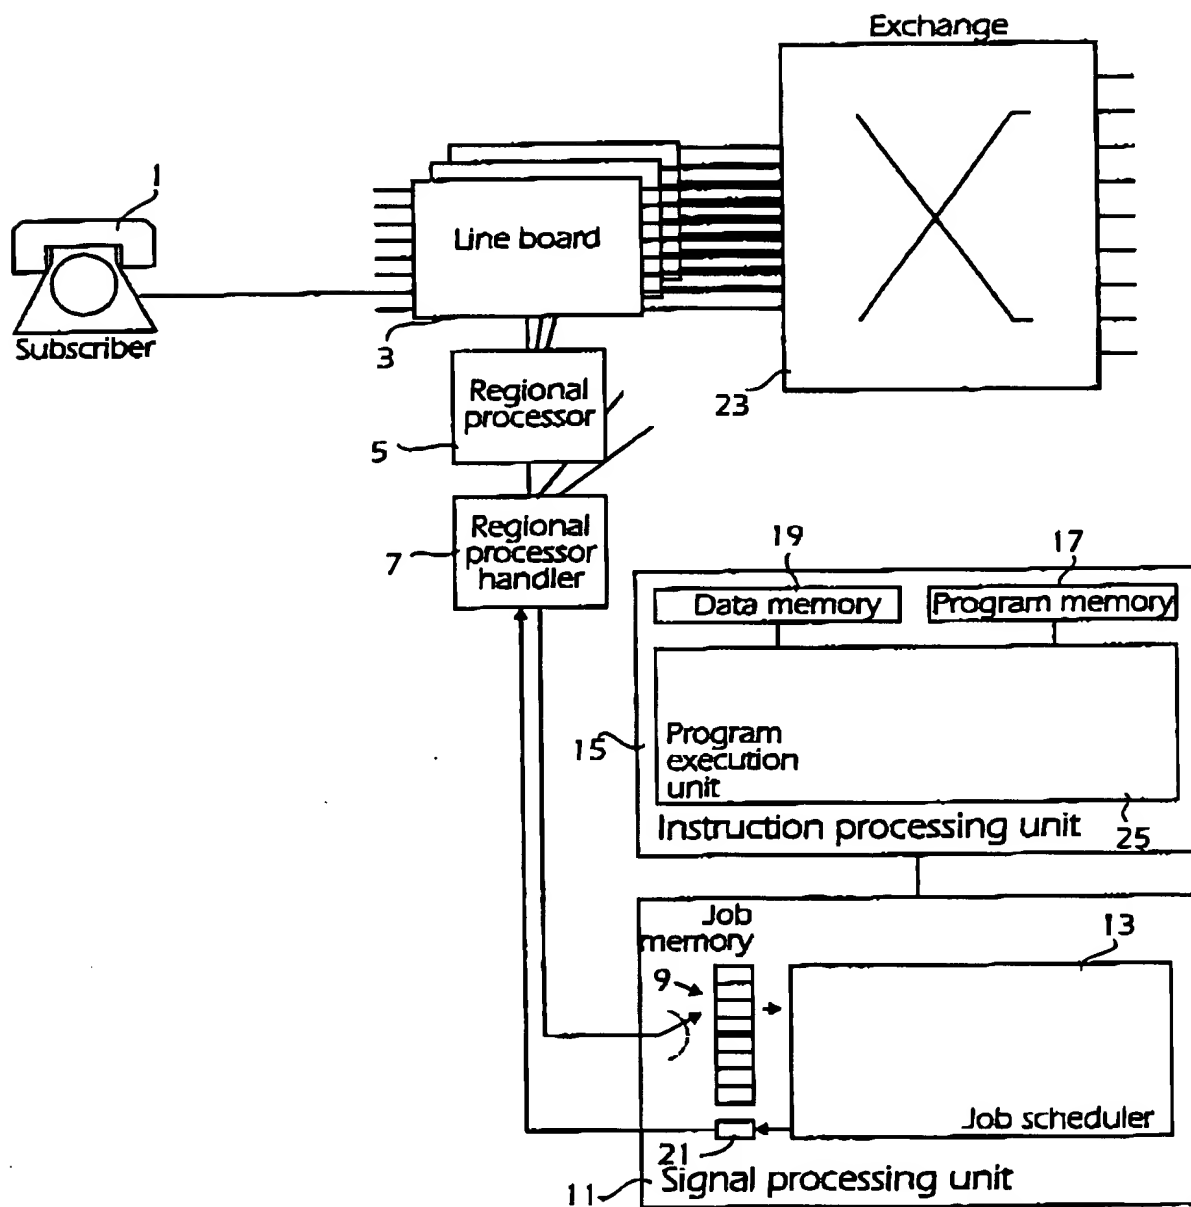 Exchange
1
Line board
Subscriber
3
23
Regional
processor
5
Regional
processor
handler
7
19
17
Data memory
Program memory
15
Program
execution
unit
Instruction processing unit
25
Job
memory
13
9
Job scheduler
21
11
Signal processing unit